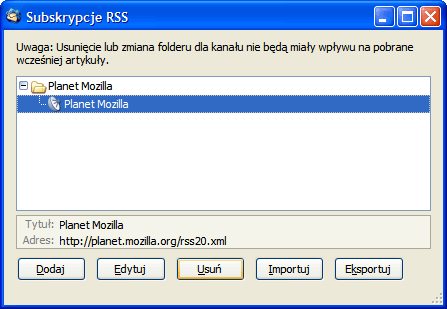 Subskrypcje RSS
Uwaga: Usunięcie lub zmiana folderu dla kanału nie będą miały wpływu na pobrane
wcześniej artykuły.
Planet Mozilla
Planet Mozilla
Tytuł: Planet Mozilla
Adres: http://planet.mozilla.org/rss20.xml
Dodaj Edytuj Usuń Importuj Eksportuj